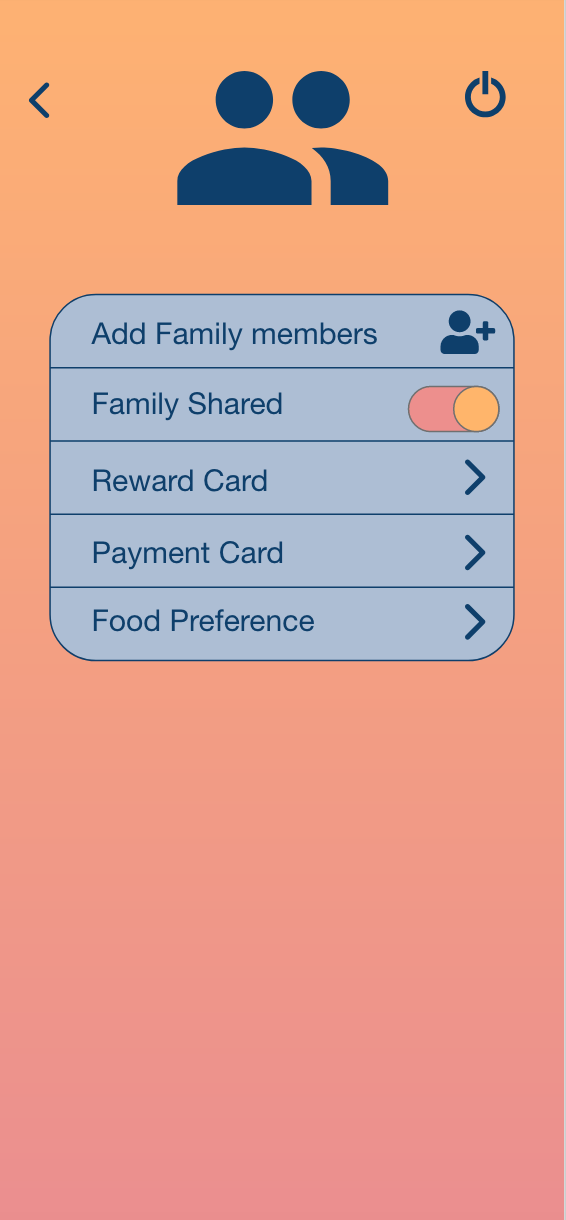 Add Family members
Family Shared
Reward Card
Payment Card
Food Preference